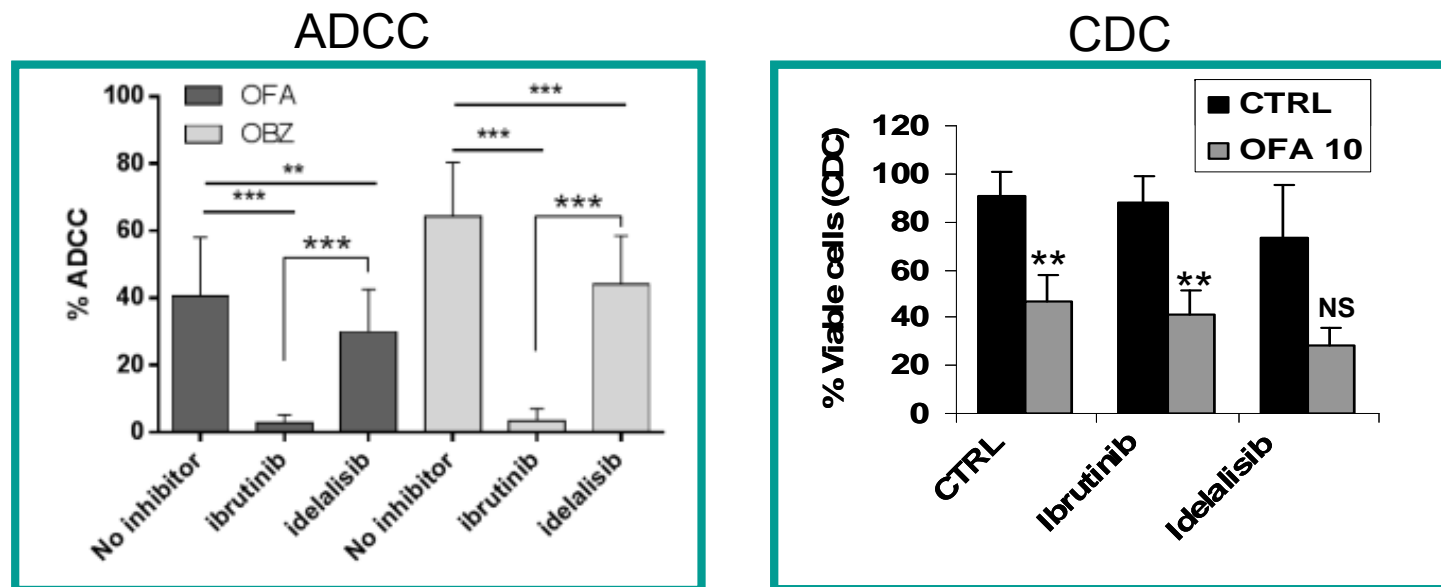 ADCC
CDC
OFA
OBZ
100
80
60
40
20
0
% ADCC
***
**
***
***
***
***
No inhibitor
ibrutinib
idelalisib
No inhibitor
ibrutinib
idelalisib
CTRL
OFA 10
120
100
80
60
40
20
0
% Viable cells (CDC)
**
**
NS
CTRL
Ibrutinib
Idelalisib